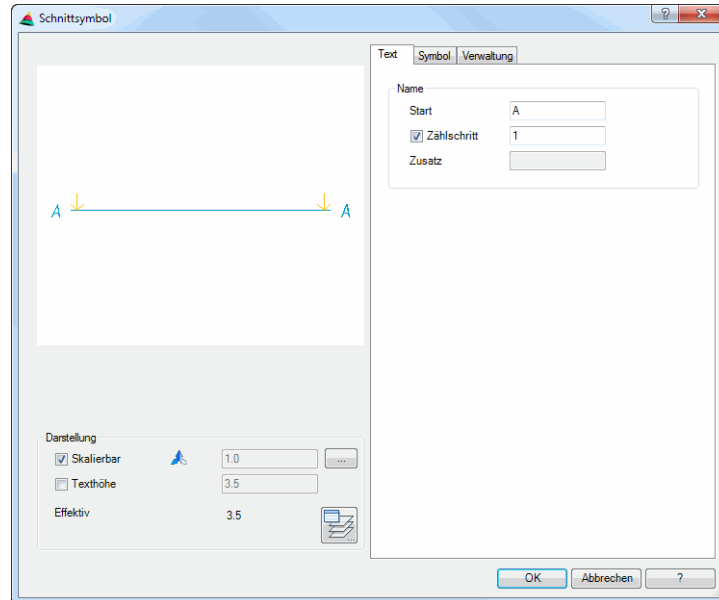 Schnittsymbol
?
Text Symbol Verwaltung
Name
Start A
Zählschritt 1
Zusatz
A A
Darstellung
Skalierbar 1.0 ...
Texthöhe 3.5
Effektiv 3.5
...
OK Abbrechen ?